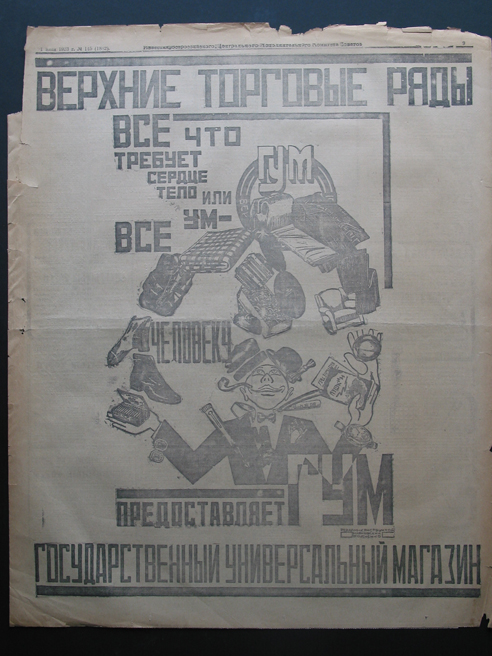 ВЕРХНИЕ ТОРГОВЫЕ РЯДЫ
ВСЕ ЧТО
ТРЕБУЕТ
СЕРДЦЕ
ТЕЛО ИЛИ
УМ-
ВСЕ
ГУМ
ЧЕЛОВЕКУ
ПРЕДОСТАВЛЯЕТ
ГУМ
ГОСУДАРСТВЕННЫЙ УНИВЕРСАЛЬНЫЙ МАГАЗИН